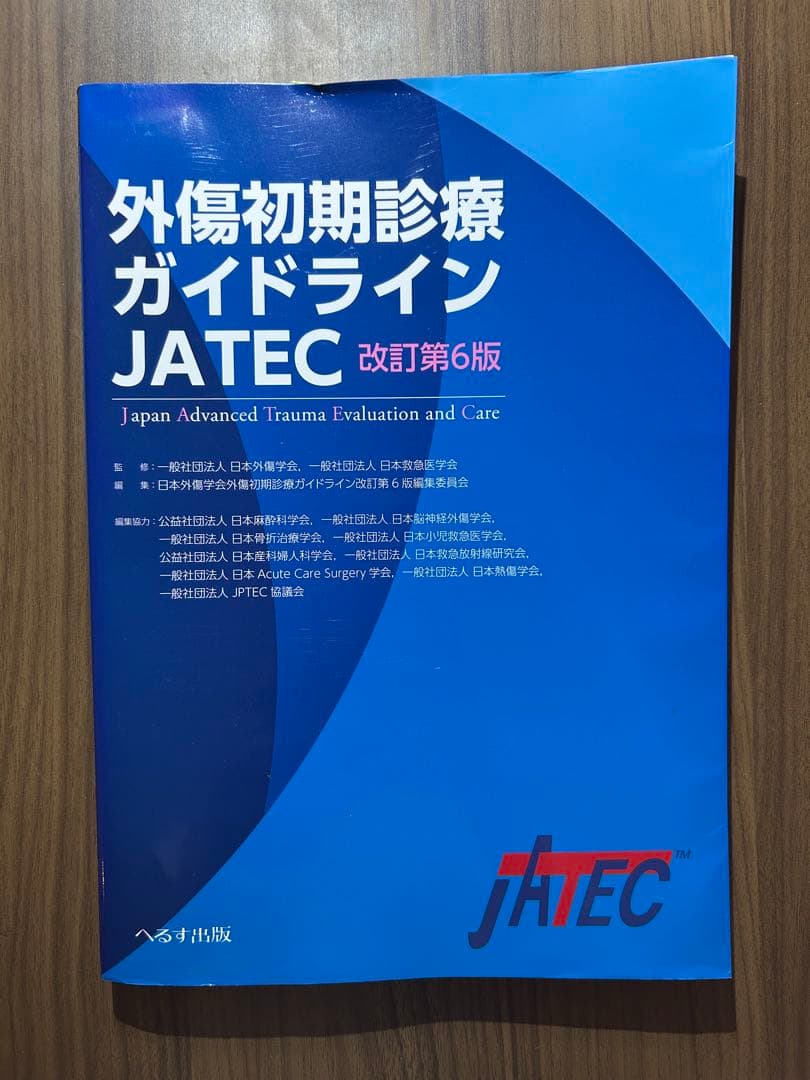 外傷初期診療
ガイドライン
JATEC 改訂第6版
Japan Advanced Trauma Evaluation and Care
監 修：一般社団法人 日本外傷学会，一般社団法人 日本救急医学会
編 集：日本外傷学会外傷初期診療ガイドライン改訂第6版編集委員会
編集協力：公益社団法人 日本麻酔科学会，一般社団法人 日本脳神経外傷学会，
一般社団法人 日本骨折治療学会，一般社団法人 日本小児救急医学会，
公益社団法人 日本産科婦人科学会，一般社団法人 日本救急放射線研究会，
一般社団法人 日本 Acute Care Surgery 学会，一般社団法人 日本熱傷学会，
一般社団法人 JPTEC 協議会
JATEC TM
へるす出版